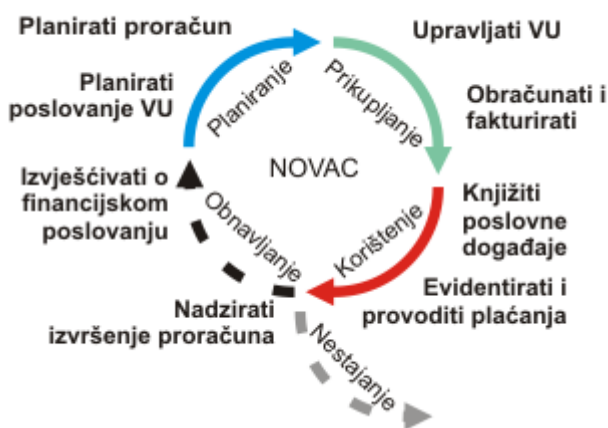 Planirati proračun
Upravljati VU
Planirati
poslovanje VU
Planiranje
Prikupljanje
Obračunati i
fakturirati
NOVAC
Izvješćivati o
financijskom
poslovanju
Obnavljanje
Korištenje
Knjižiti
poslovne
događaje
Nadzirati
izvršenje proračuna
Evidentirati i
provoditi plaćanja
Nestajanje